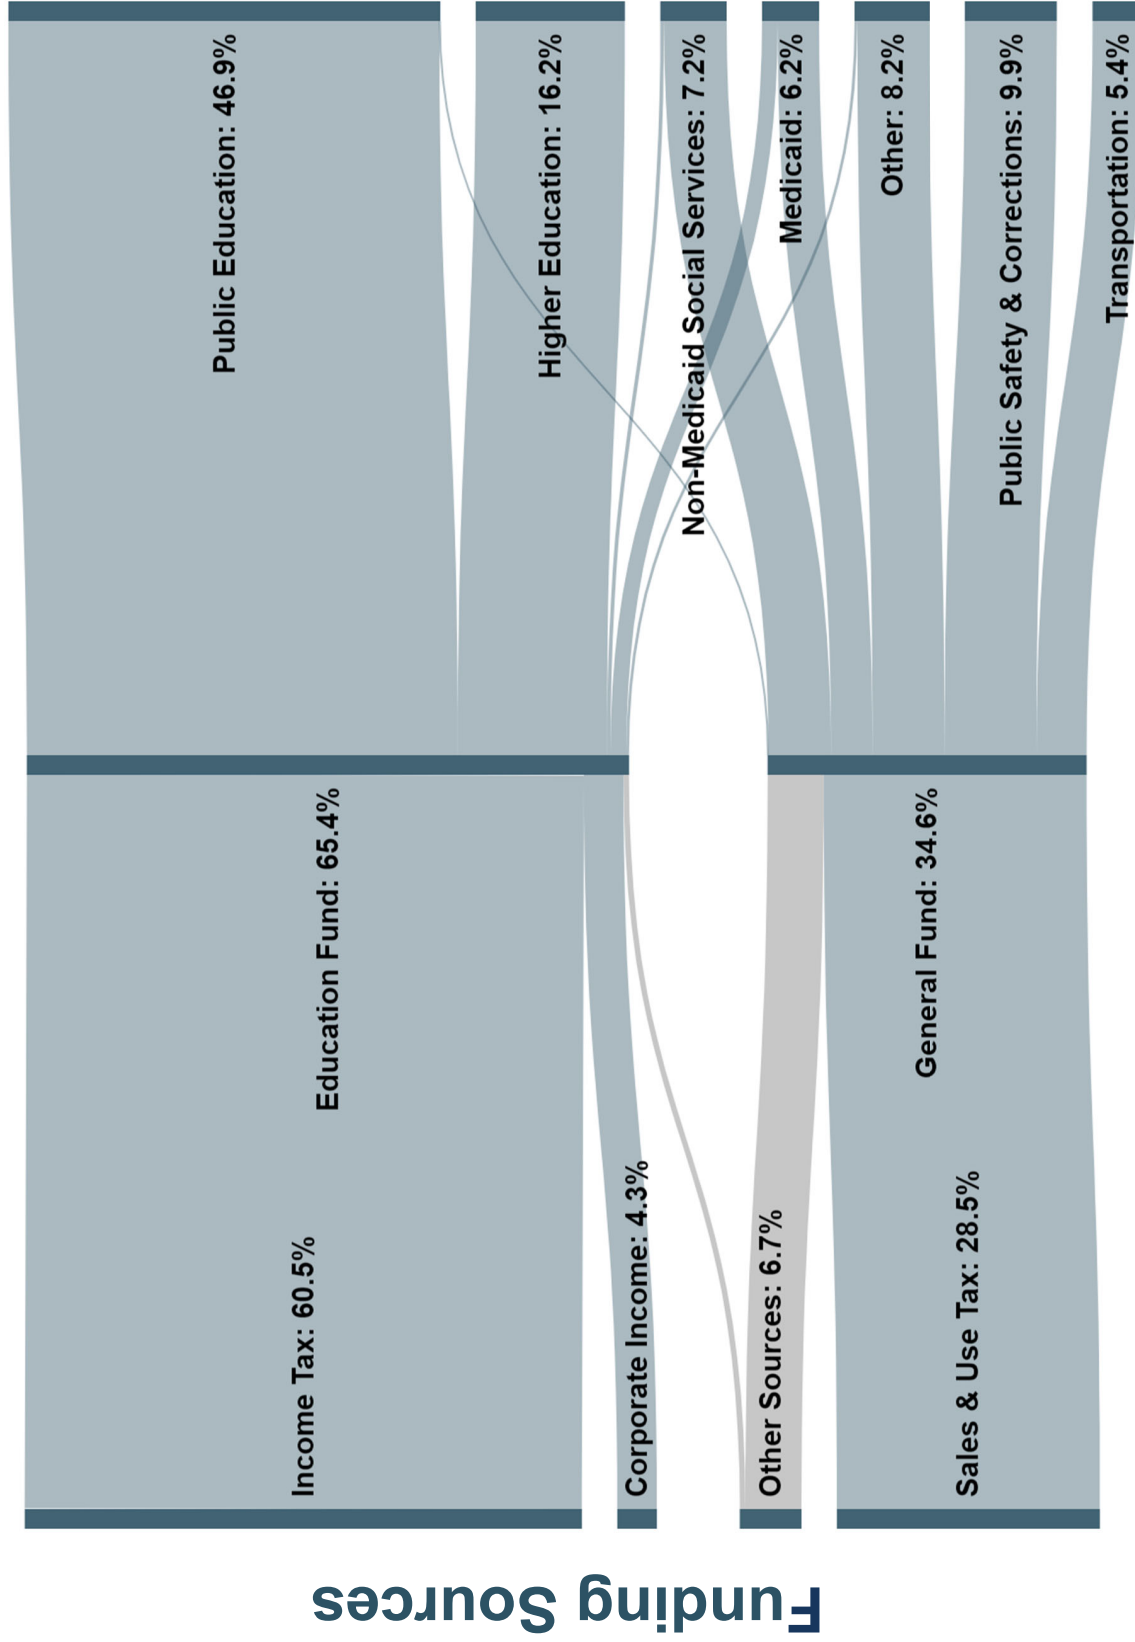 Funding Sources
Income Tax: 60.5%
Corporate Income: 4.3%
Other Sources: 6.7%
Sales & Use Tax: 28.5%
Education Fund: 65.4%
General Fund: 34.6%
Public Education: 46.9%
Higher Education: 16.2%
Non-Medicaid Social Services: 7.2%
Medicaid: 6.2%
Other: 8.2%
Public Safety & Corrections: 9.9%
Transportation: 5.4%